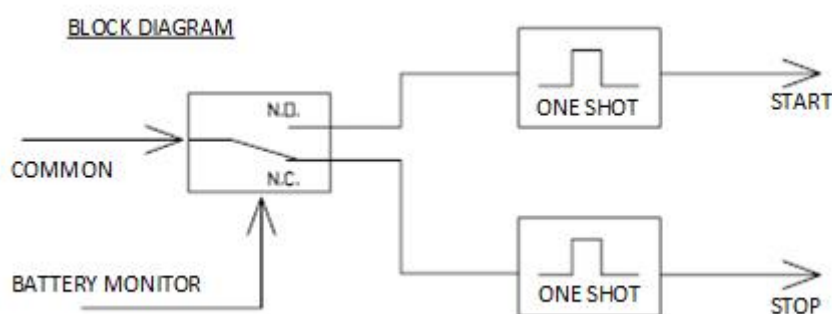 BLOCK DIAGRAM
N.O.
ONE SHOT
START
COMMON
N.C.
BATTERY MONITOR
ONE SHOT
STOP